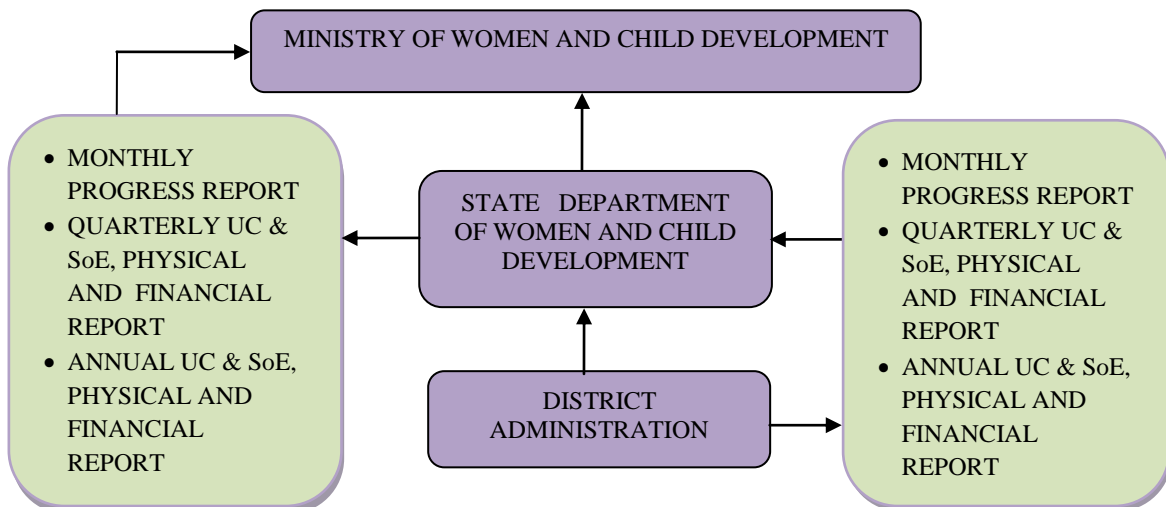 MINISTRY OF WOMEN AND CHILD DEVELOPMENT
• MONTHLY
PROGRESS REPORT
• QUARTERLY UC &
SoE, PHYSICAL
AND FINANCIAL
REPORT
• ANNUAL UC & SoE,
PHYSICAL AND
FINANCIAL
REPORT
STATE DEPARTMENT
OF WOMEN AND CHILD
DEVELOPMENT
DISTRICT
ADMINISTRATION
• MONTHLY
PROGRESS REPORT
• QUARTERLY UC &
SoE, PHYSICAL
AND FINANCIAL
REPORT
• ANNUAL UC & SoE,
PHYSICAL AND
FINANCIAL
REPORT